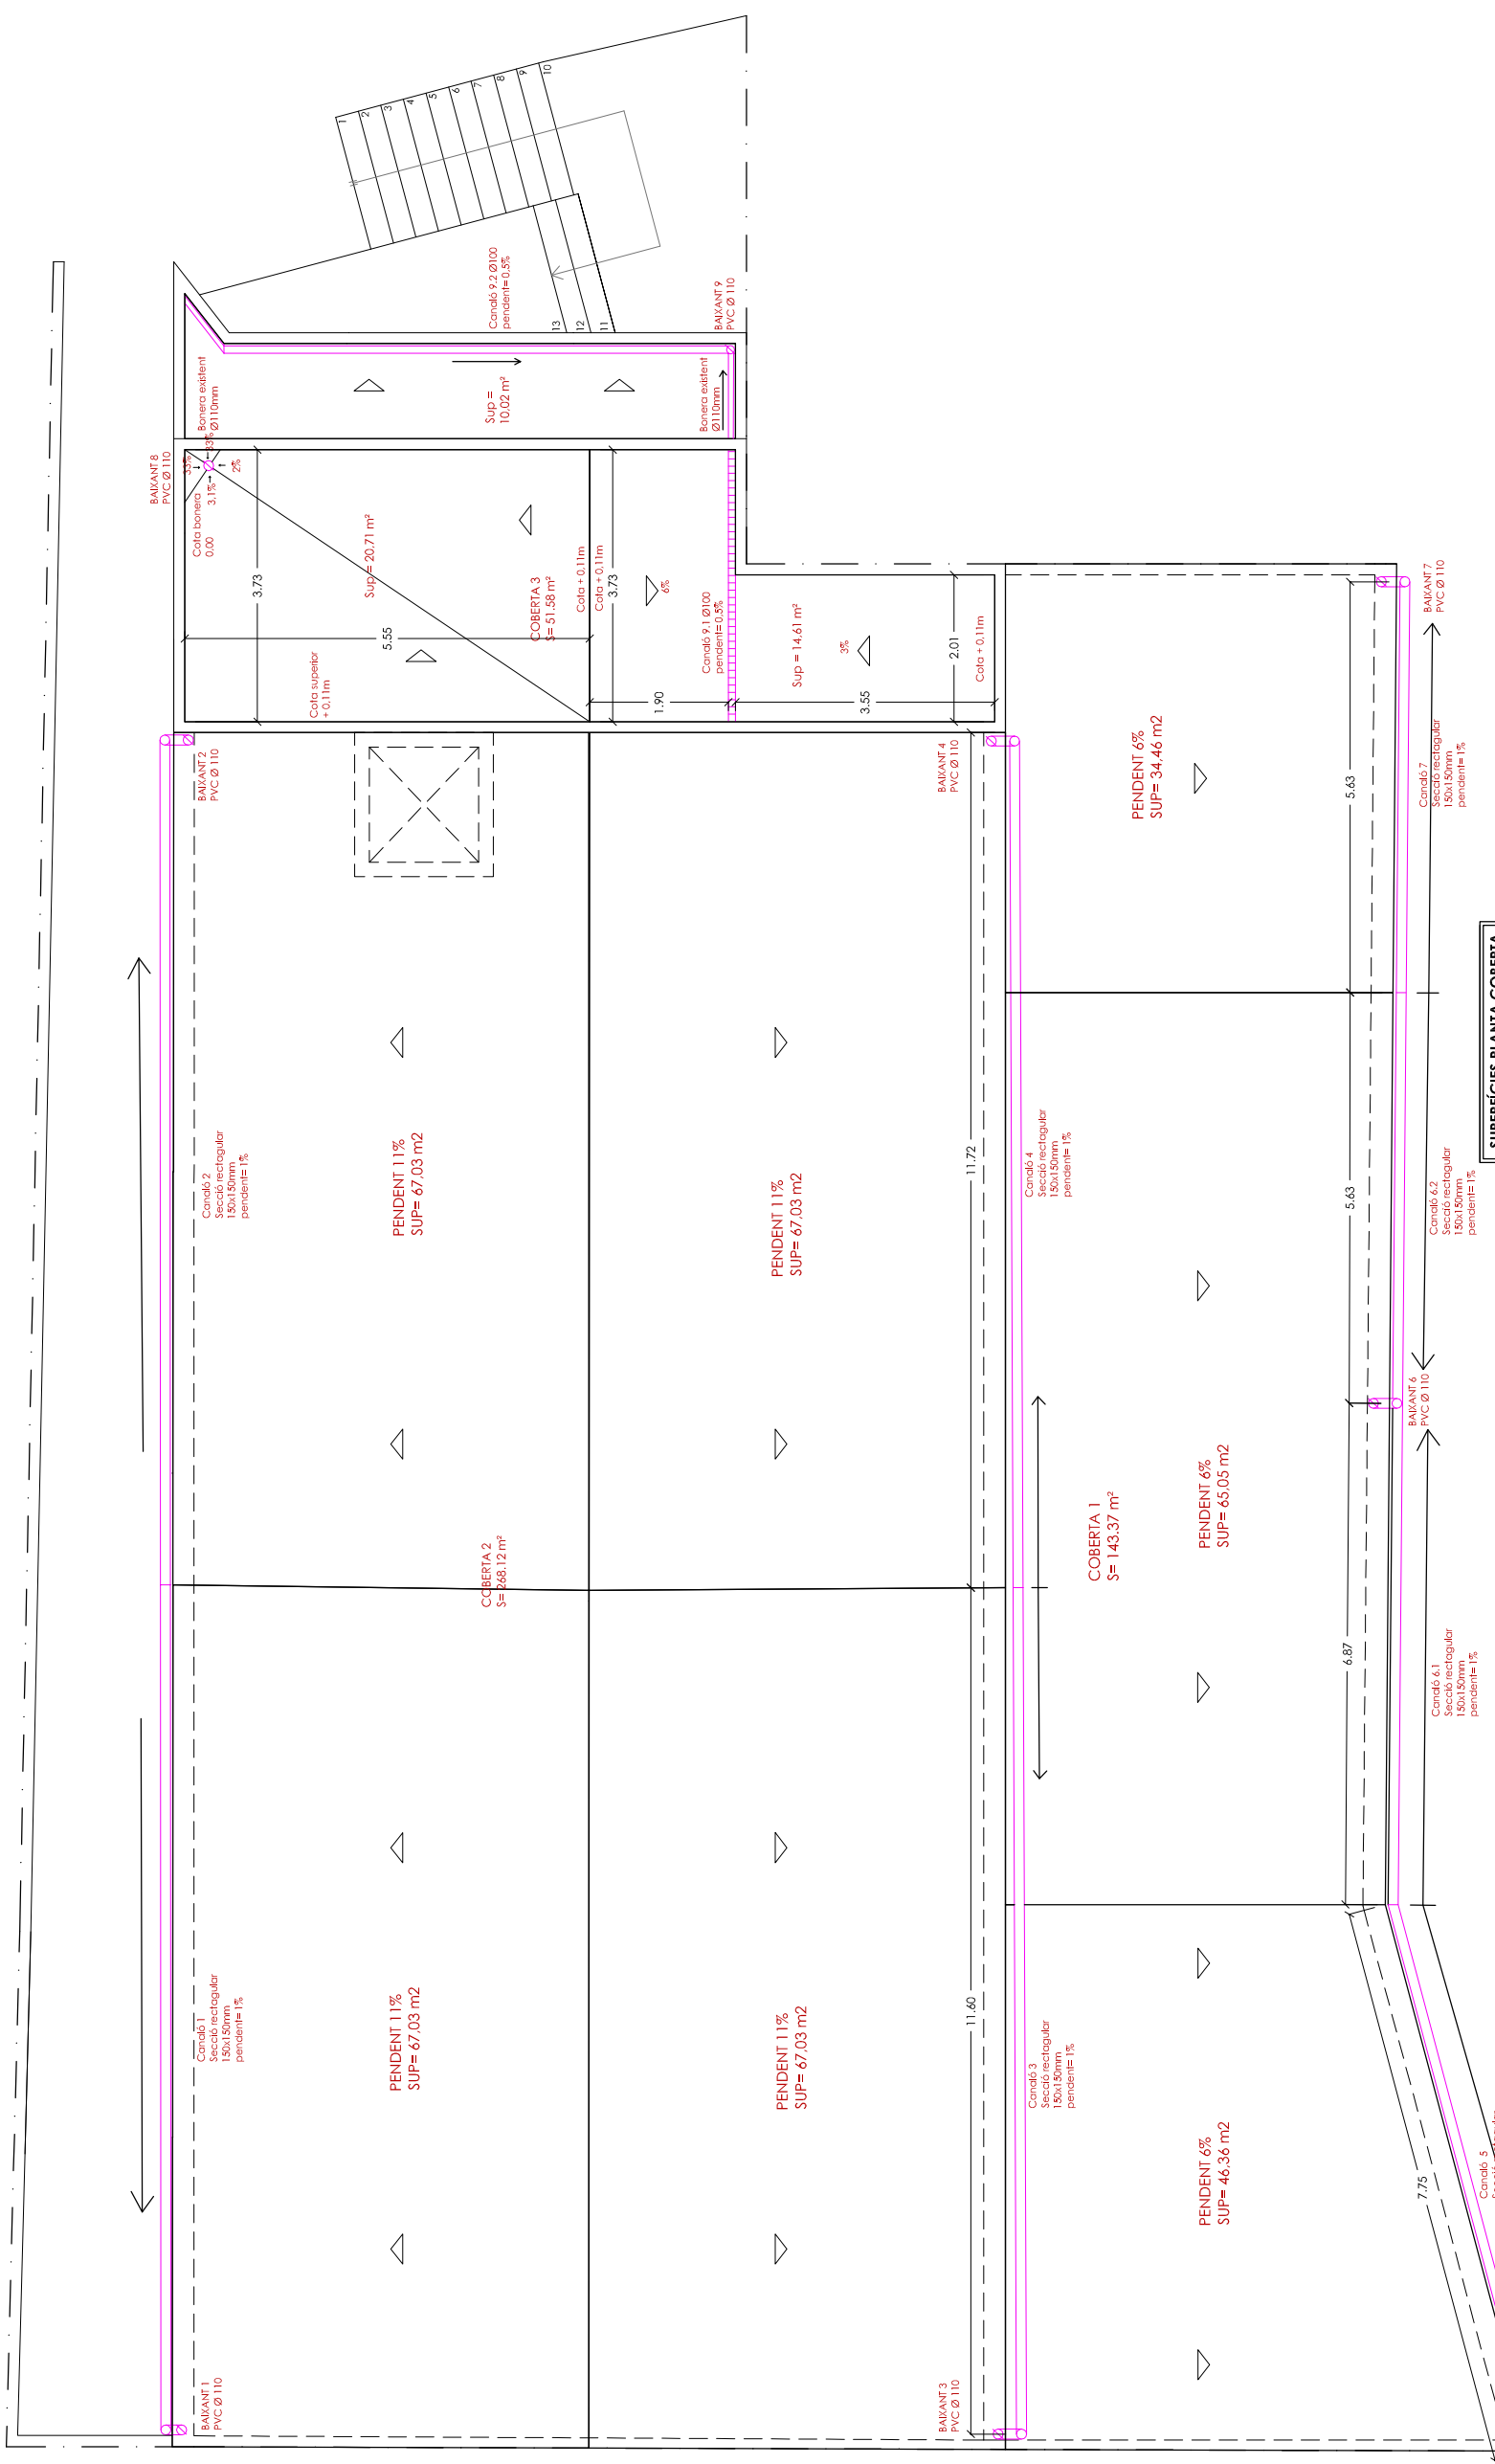 1
2
3
4
5
6
7
8
9
10
11
12
13
Canaló 9.2 Ø100
pendent= 0,5%
BAIXANT 9
PVC Ø 110
Bonera existent
Ø110mm
Sup =
10,02 m²
Bonera existent
Ø110mm
BAIXANT 8
PVC Ø 110
33%
33%
2%
3,1%
Cota bonera
0.00
3.73
Sup = 20,71 m²
5.55
Cota superior
+ 0,11m
COBERTA 3
S= 51.58 m²
Cota + 0,11m
Cota + 0,11m
3.73
6%
Canaló 9.1 Ø100
pendent= 0,5%
1.90
Sup = 14,61 m²
3%
3.55
2.01
Cota + 0,11m
BAIXANT 7
PVC Ø 110
BAIXANT 2
PVC Ø 110
BAIXANT 4
PVC Ø 110
PENDENT 6%
SUP= 34,46 m2
5.63
Canaló 7
Secció rectagular
150x150mm
pendent= 1%
SUPERFÍCIES PLANTA COBERTA
Canaló 2
Secció rectagular
150x150mm
pendent= 1%
PENDENT 11%
SUP= 67,03 m2
PENDENT 11%
SUP= 67,03 m2
11.72
Canaló 4
Secció rectagular
150x150mm
pendent= 1%
5.63
Canaló 6.2
Secció rectagular
150x150mm
pendent= 1%
BAIXANT 6
PVC Ø 110
COBERTA 2
S= 268.12 m²
COBERTA 1
S= 143.37 m²
PENDENT 6%
SUP= 65,05 m2
6.87
Canaló 6.1
Secció rectagular
150x150mm
pendent= 1%
Canaló 1
Secció rectagular
150x150mm
pendent= 1%
PENDENT 11%
SUP= 67,03 m2
PENDENT 11%
SUP= 67,03 m2
11.60
Canaló 3
Secció rectagular
150x150mm
pendent= 1%
PENDENT 6%
SUP= 46,36 m2
7.75
Canaló 5
BAIXANT 1
PVC Ø 110
BAIXANT 3
PVC Ø 110